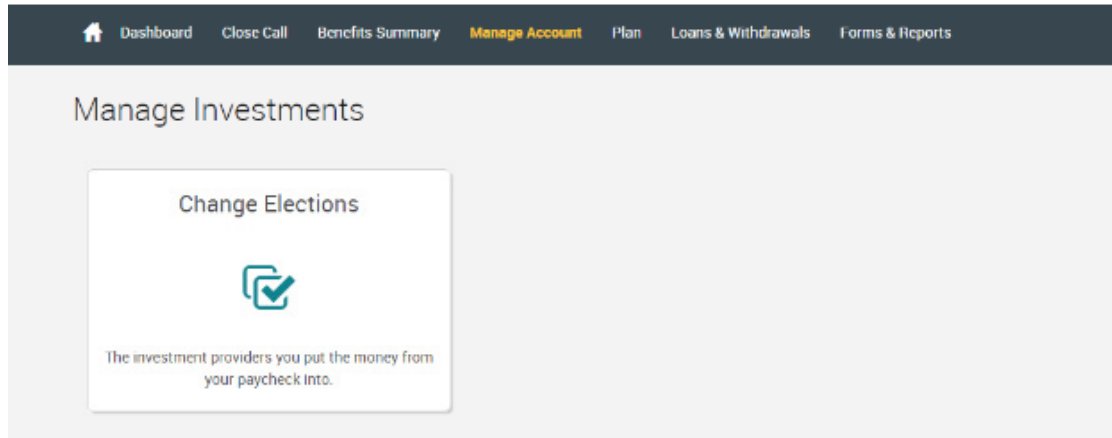 Dashboard Close Call Benefits Summary Manage Account Plan Loans & Withdrawals Forms & Reports
Manage Investments
Change Elections
The investment providers you put the money from
your paycheck into.